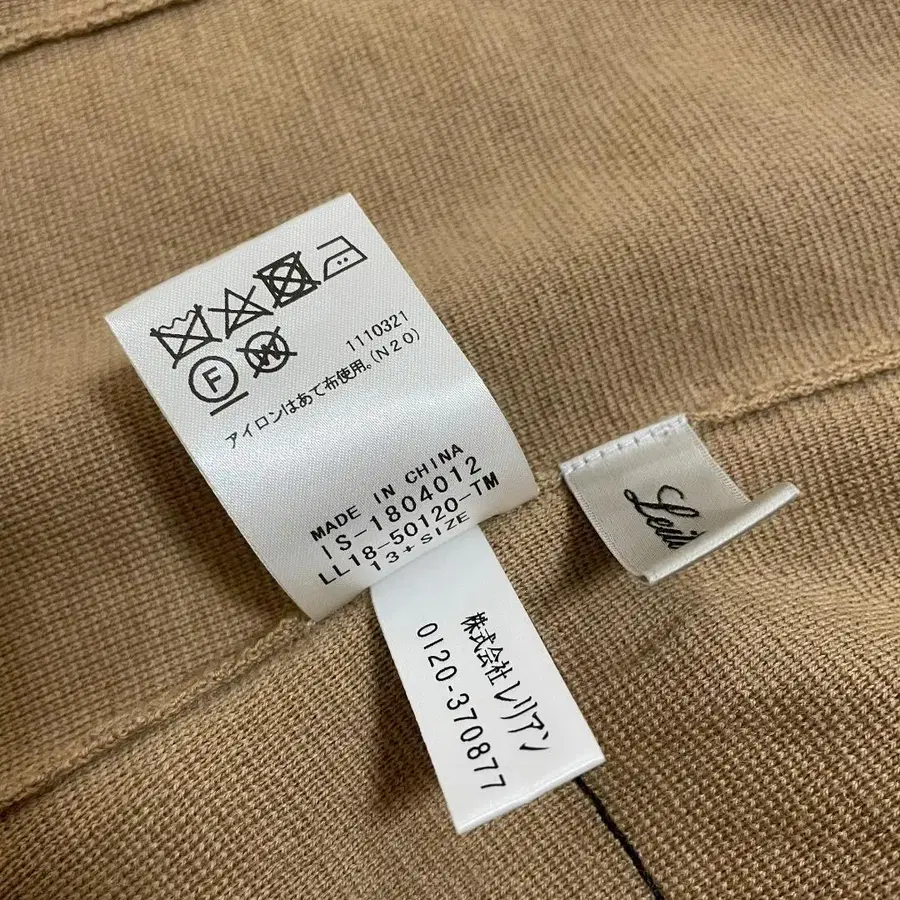 F
W
1110321
アイロンはあて布使用。(N20)
MADE IN CHINA
IS-1804012
LL18-50120-TM
13+SIZE
株式会社レリアン
0120-370877